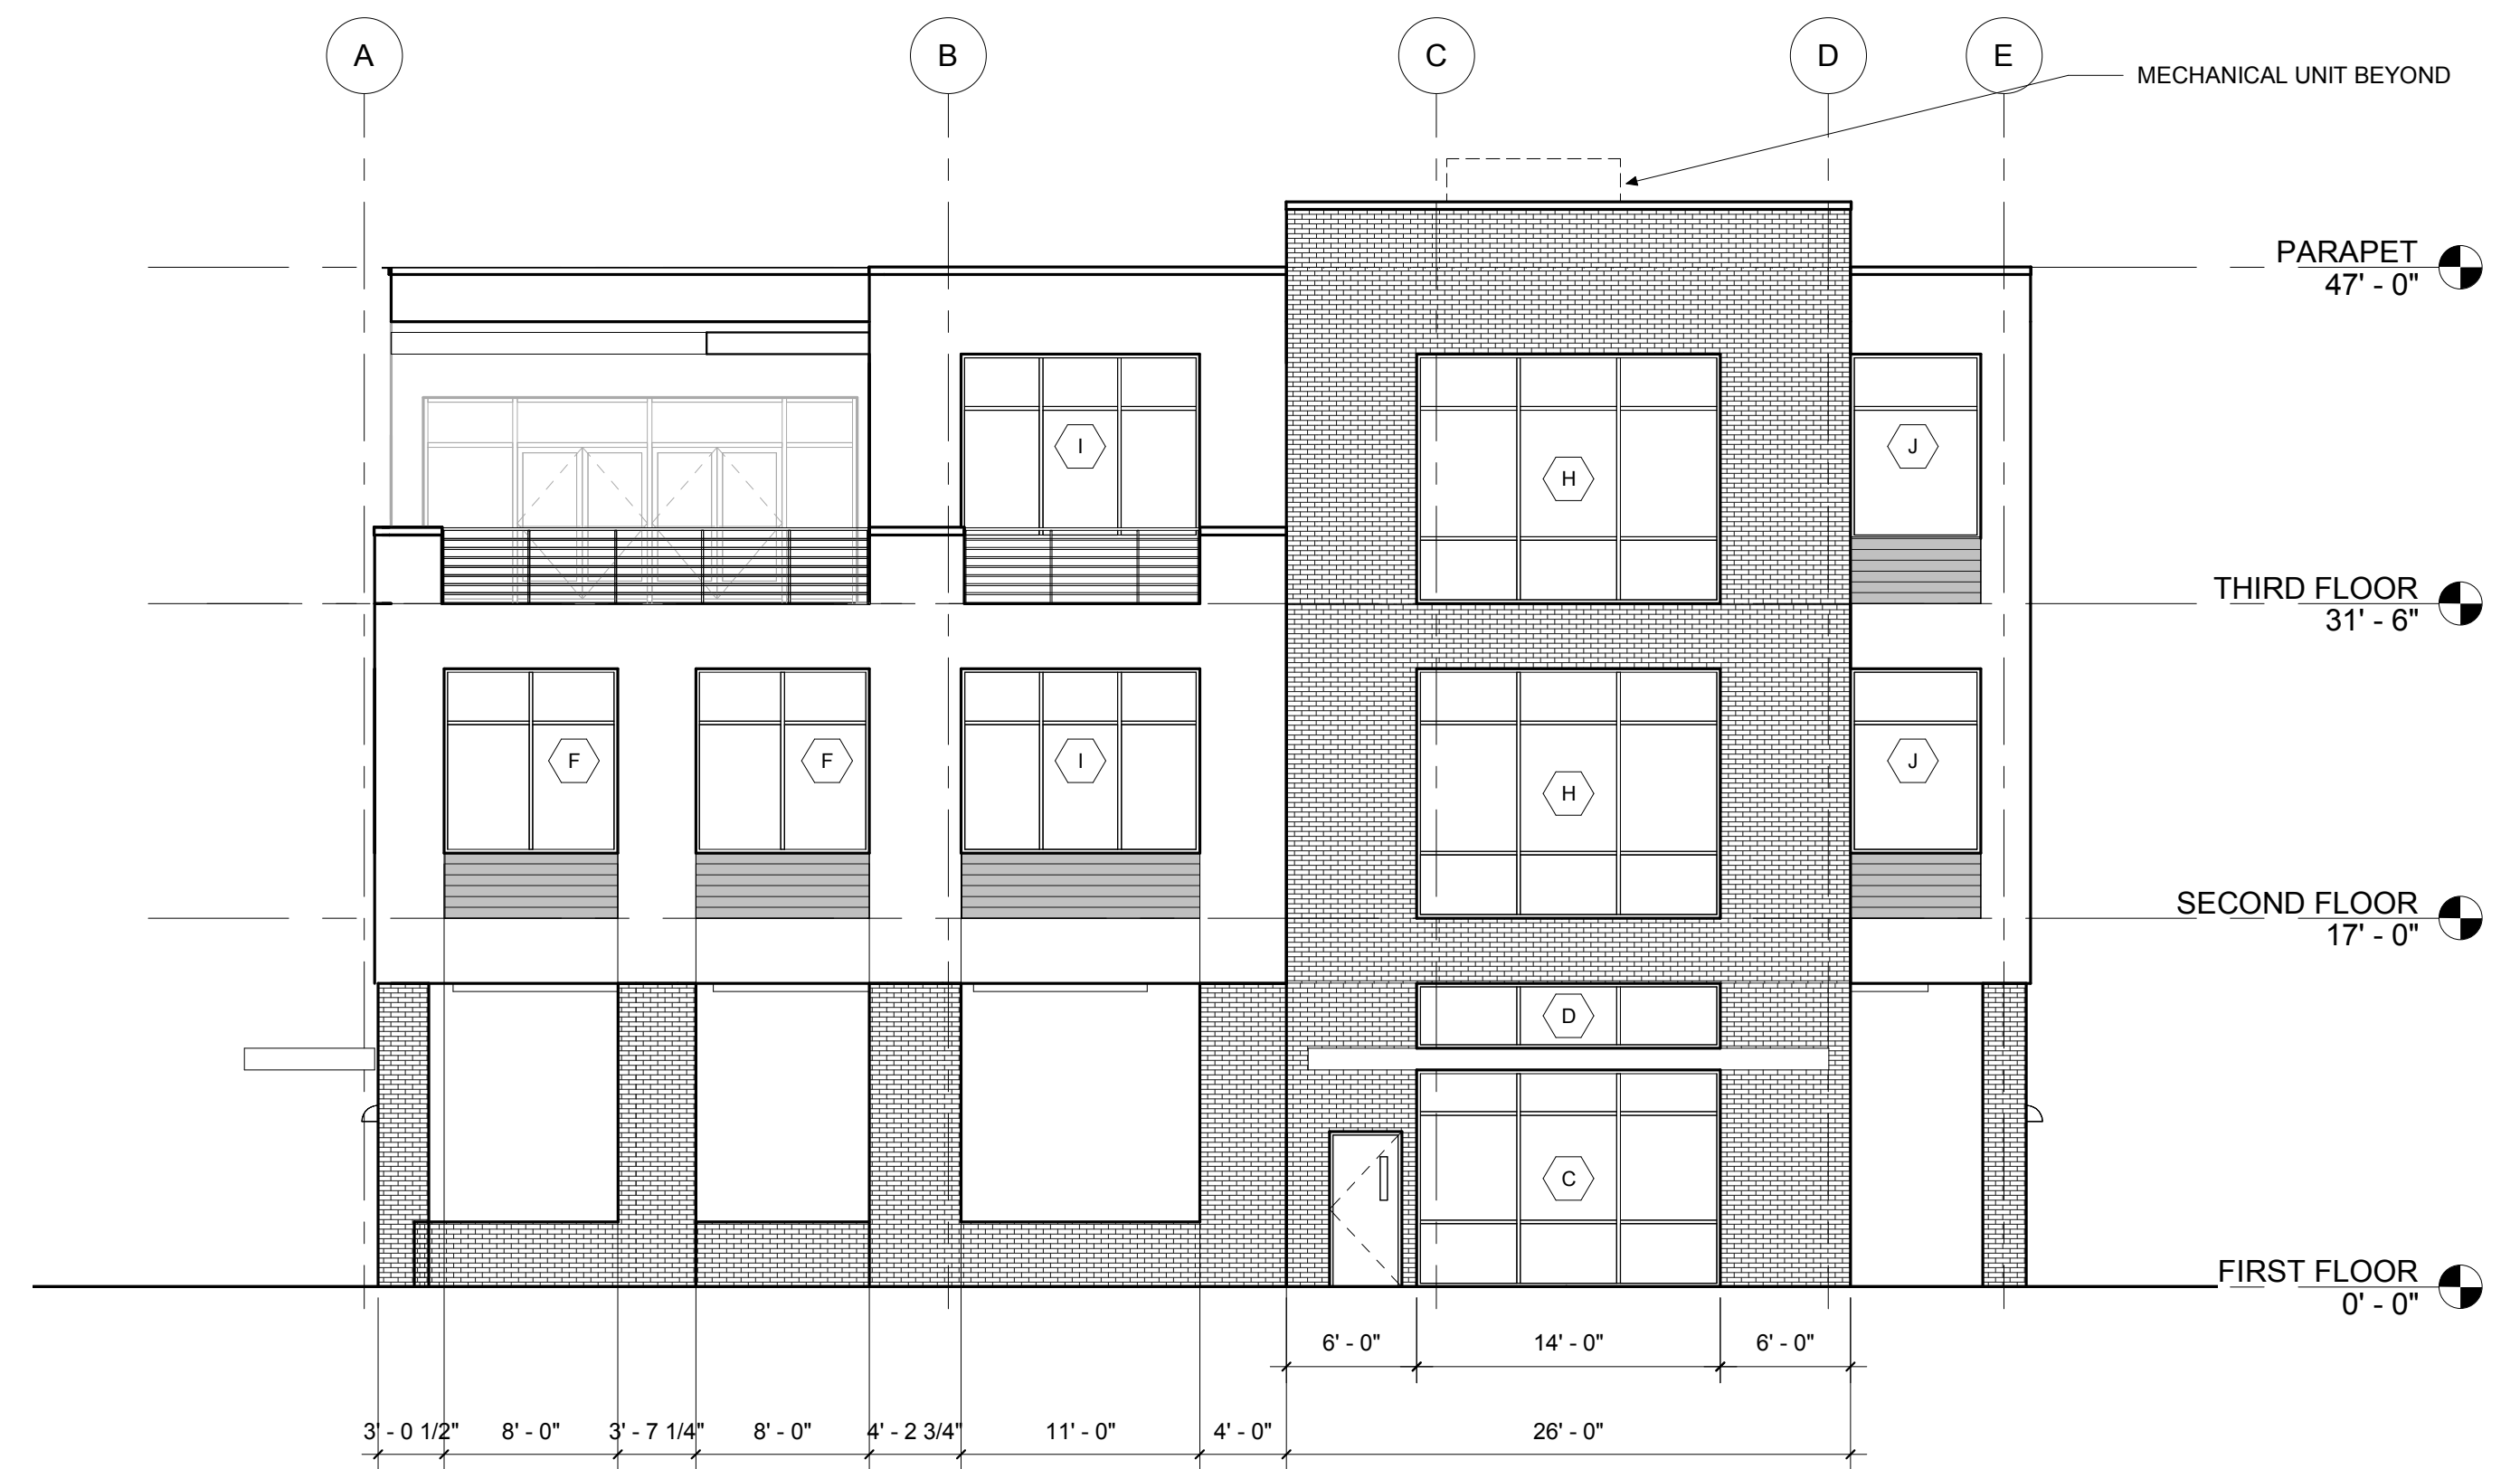 A
B
C
D
E
MECHANICAL UNIT BEYOND
PARAPET
47' - 0"
I
H
J
THIRD FLOOR
31' - 6"
F
F
I
H
J
SECOND FLOOR
17' - 0"
D
C
FIRST FLOOR
0' - 0"
6' - 0"
14' - 0"
6' - 0"
3' - 0 1/2"
8' - 0"
3' - 7 1/4"
8' - 0"
4' - 2 3/4"
11' - 0"
4' - 0"
26' - 0"